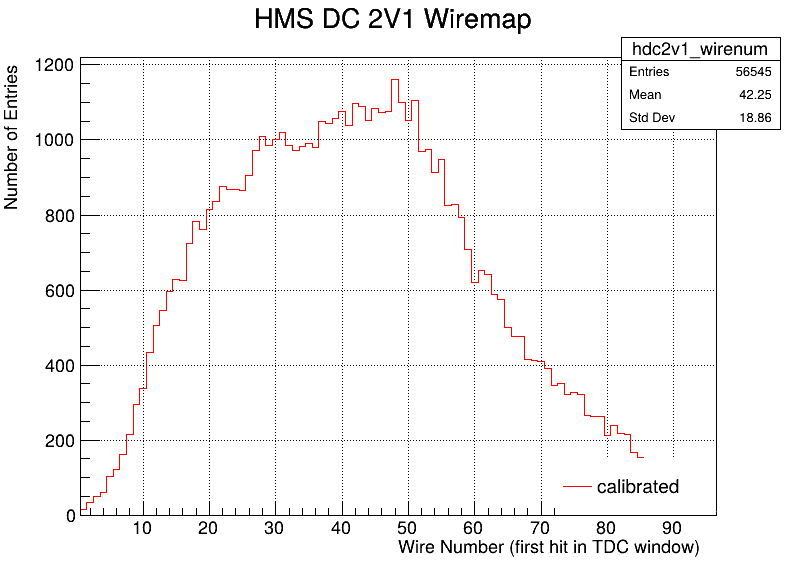 HMS DC 2V1 Wiremap
hdc2v1_wirenum
Entries 56545
Mean 42.25
Std Dev 18.86
Number of Entries
1200
1000
800
600
400
200
0
10 20 30 40 50 60 70 80 90
Wire Number (first hit in TDC window)
calibrated